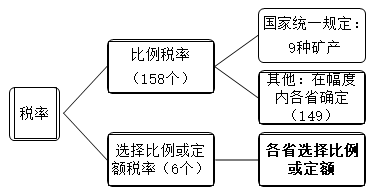 税率
比例税率
（158个）
国家统一规定：
9种矿产
其他：在幅度
内各省确定
（149）
选择比例或定
额税率（6个）
各省选择比例
或定额